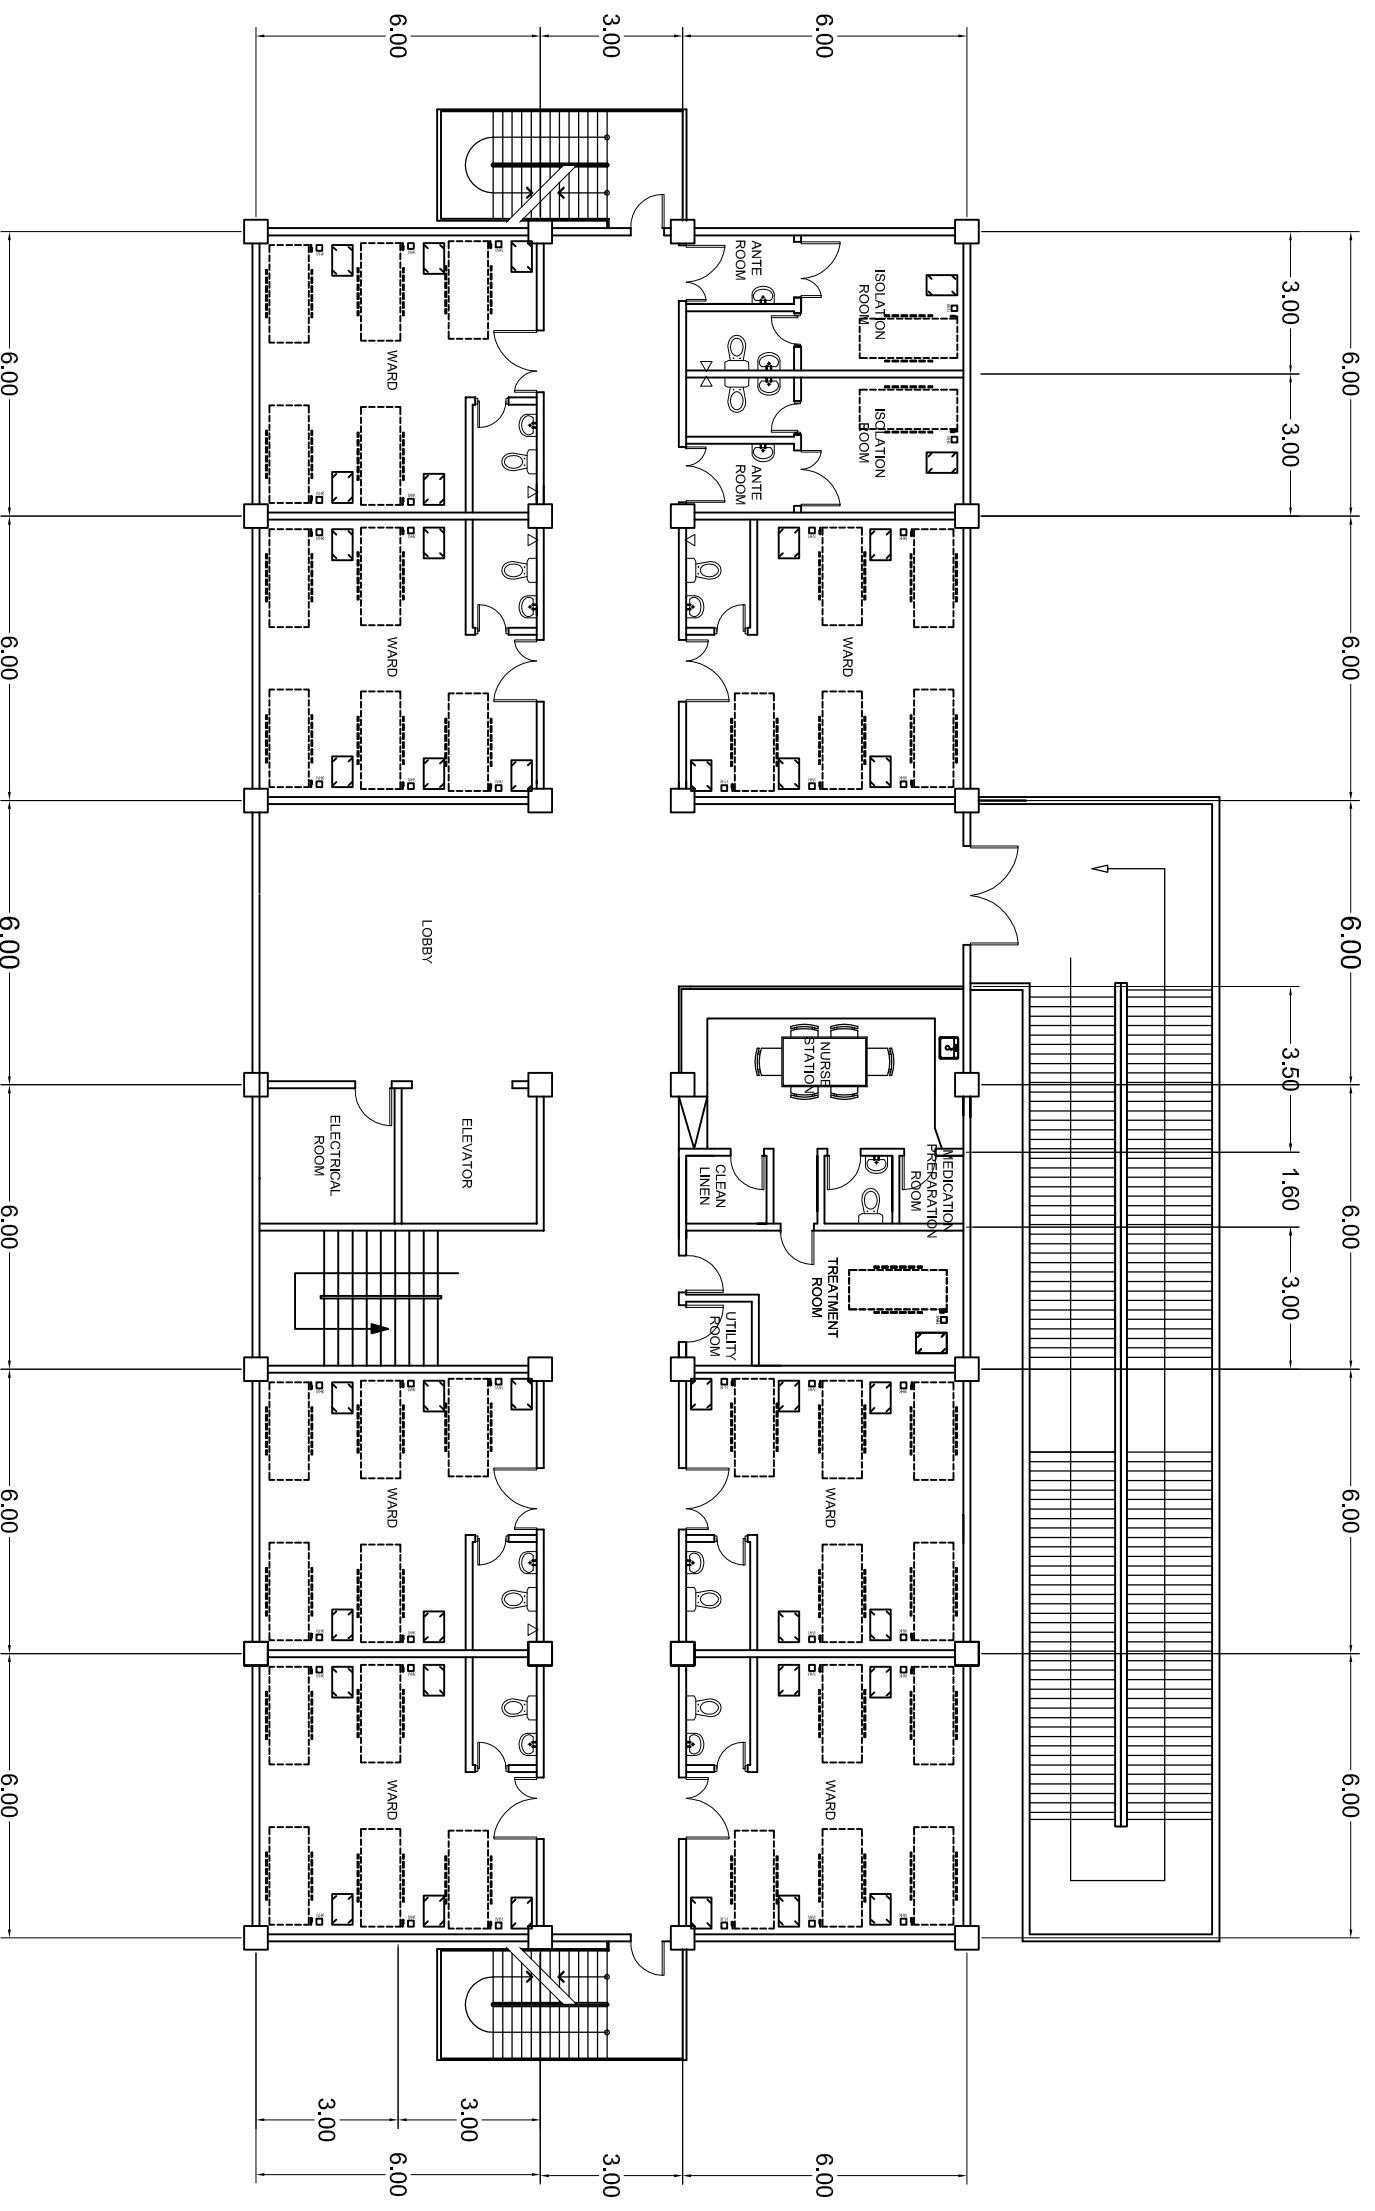 6.00
6.00
6.00
6.00
6.00
6.00
3.00
3.00
3.50
1.60
3.00
6.00
3.00
6.00
ISOLATION
ROOM
ISOLATION
ROOM
ANTE
ROOM
ANTE
ROOM
WARD
NURSE
STATION
MEDICATION
PREPARATION
ROOM
CLEAN
LINEN
TREATMENT
ROOM
UTILITY
ROOM
WARD
WARD
WARD
WARD
LOBBY
ELEVATOR
ELECTRICAL
ROOM
WARD
WARD
6.00
3.00
6.00
3.00
3.00
6.00
6.00
6.00
6.00
6.00
6.00